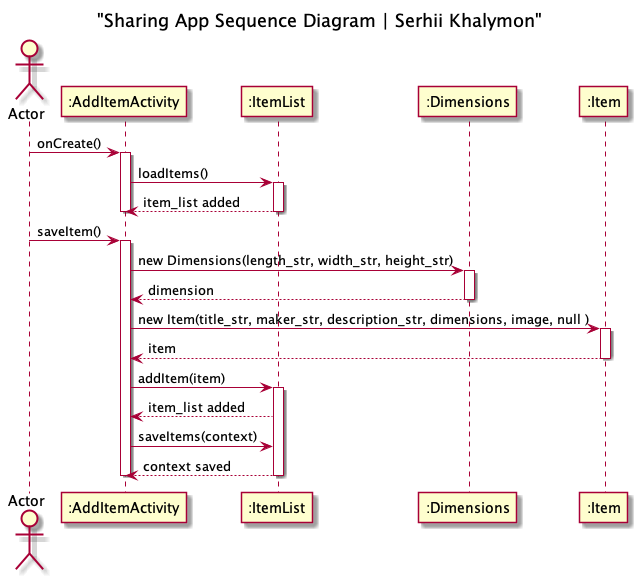 "Sharing App Sequence Diagram | Serhii Khalymon"
Actor
:AddItemActivity
:ItemList
:Dimensions
:Item
onCreate()
loadItems()
item_list added
saveItem()
new Dimensions(length_str, width_str, height_str)
dimension
new Item(title_str, maker_str, description_str, dimensions, image, null )
item
addItem(item)
item_list added
saveItems(context)
context saved
Actor
:AddItemActivity
:ItemList
:Dimensions
:Item